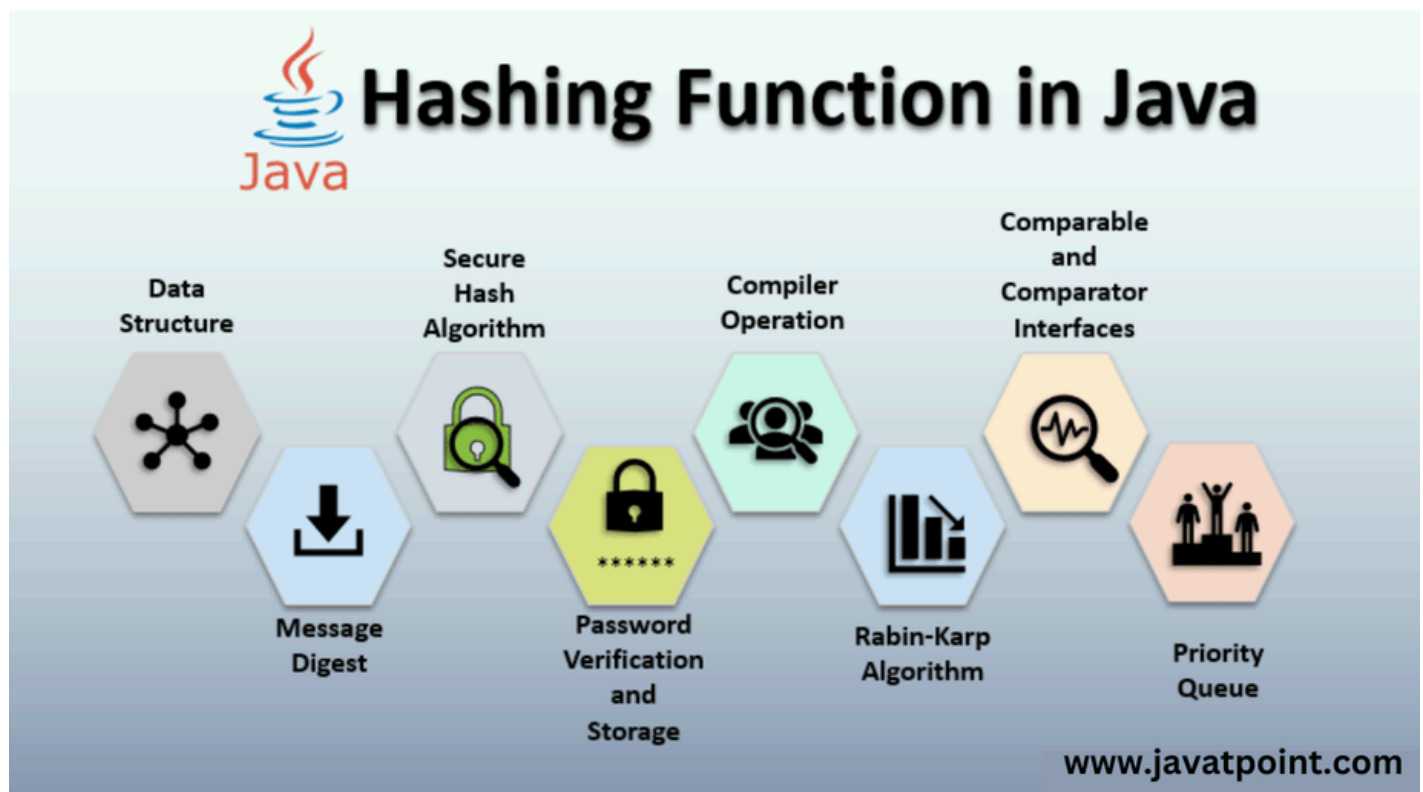 Java
Hashing Function in Java
Data
Structure
Message
Digest
Secure
Hash
Algorithm
******
Password
Verification
and
Storage
Compiler
Operation
Rabin-Karp
Algorithm
Comparable
and
Comparator
Interfaces
Priority
Queue
www.javatpoint.com